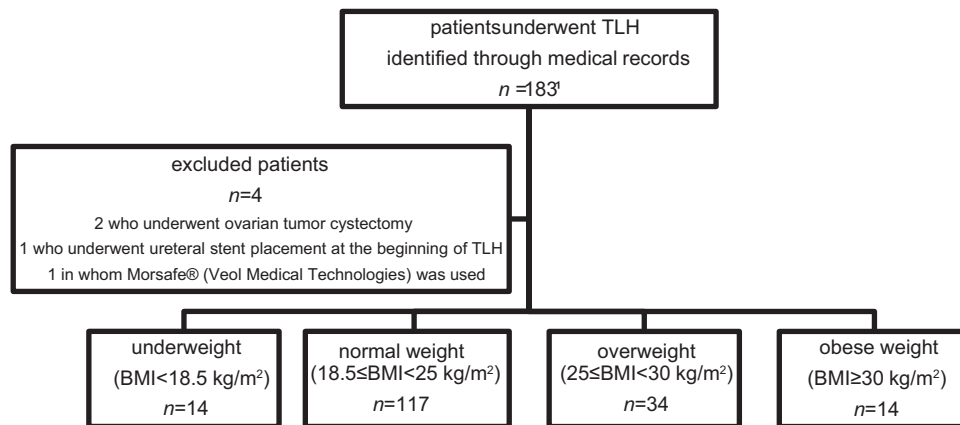 patientsunderwent TLH
identified through medical records
n =183¹
excluded patients
n=4
2 who underwent ovarian tumor cystectomy
1 who underwent ureteral stent placement at the beginning of TLH
1 in whom Morsafe® (Veol Medical Technologies) was used
underweight
(BMI<18.5 kg/m²)
n=14
normal weight
(18.5≤BMI<25 kg/m²)
n=117
overweight
(25≤BMI<30 kg/m²)
n=34
obese weight
(BMI≥30 kg/m²)
n=14